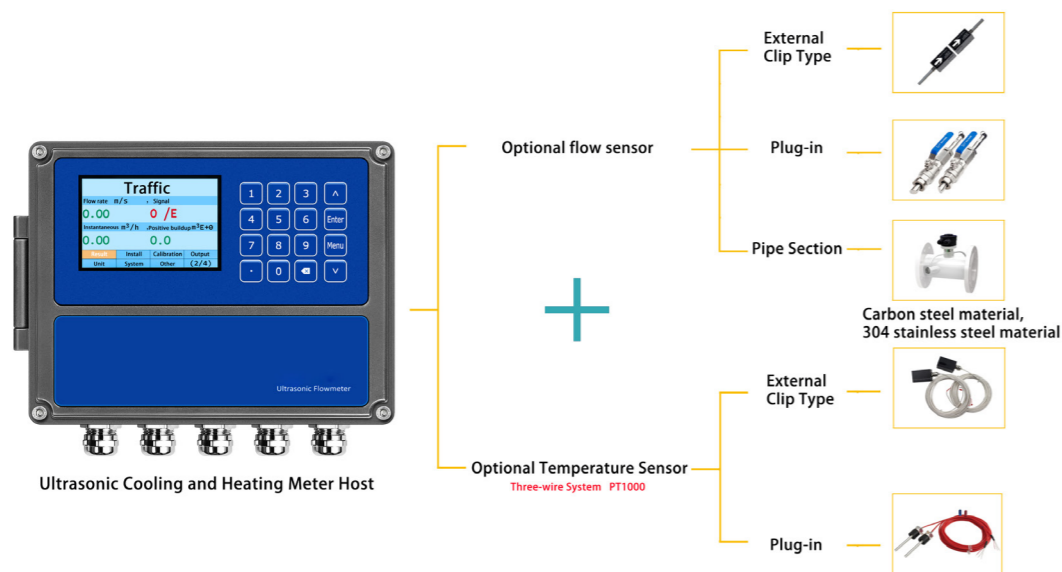 Traffic
Flow rate m/s . Signal
0.00 0 /E
Instantaneous m³/h .Positive buildup m³E+0
0.00 0.0
Result Install Calibration Output
Unit System Other (2/4)
1 2 3 ∧
4 5 6 Enter
7 8 9 Menu
. 0 ∨
Ultrasonic Flowmeter
Ultrasonic Cooling and Heating Meter Host
Optional flow sensor
External
Clip Type
Plug-in
Pipe Section
Carbon steel material,
304 stainless steel material
Optional Temperature Sensor
Three-wire System PT1000
External
Clip Type
Plug-in